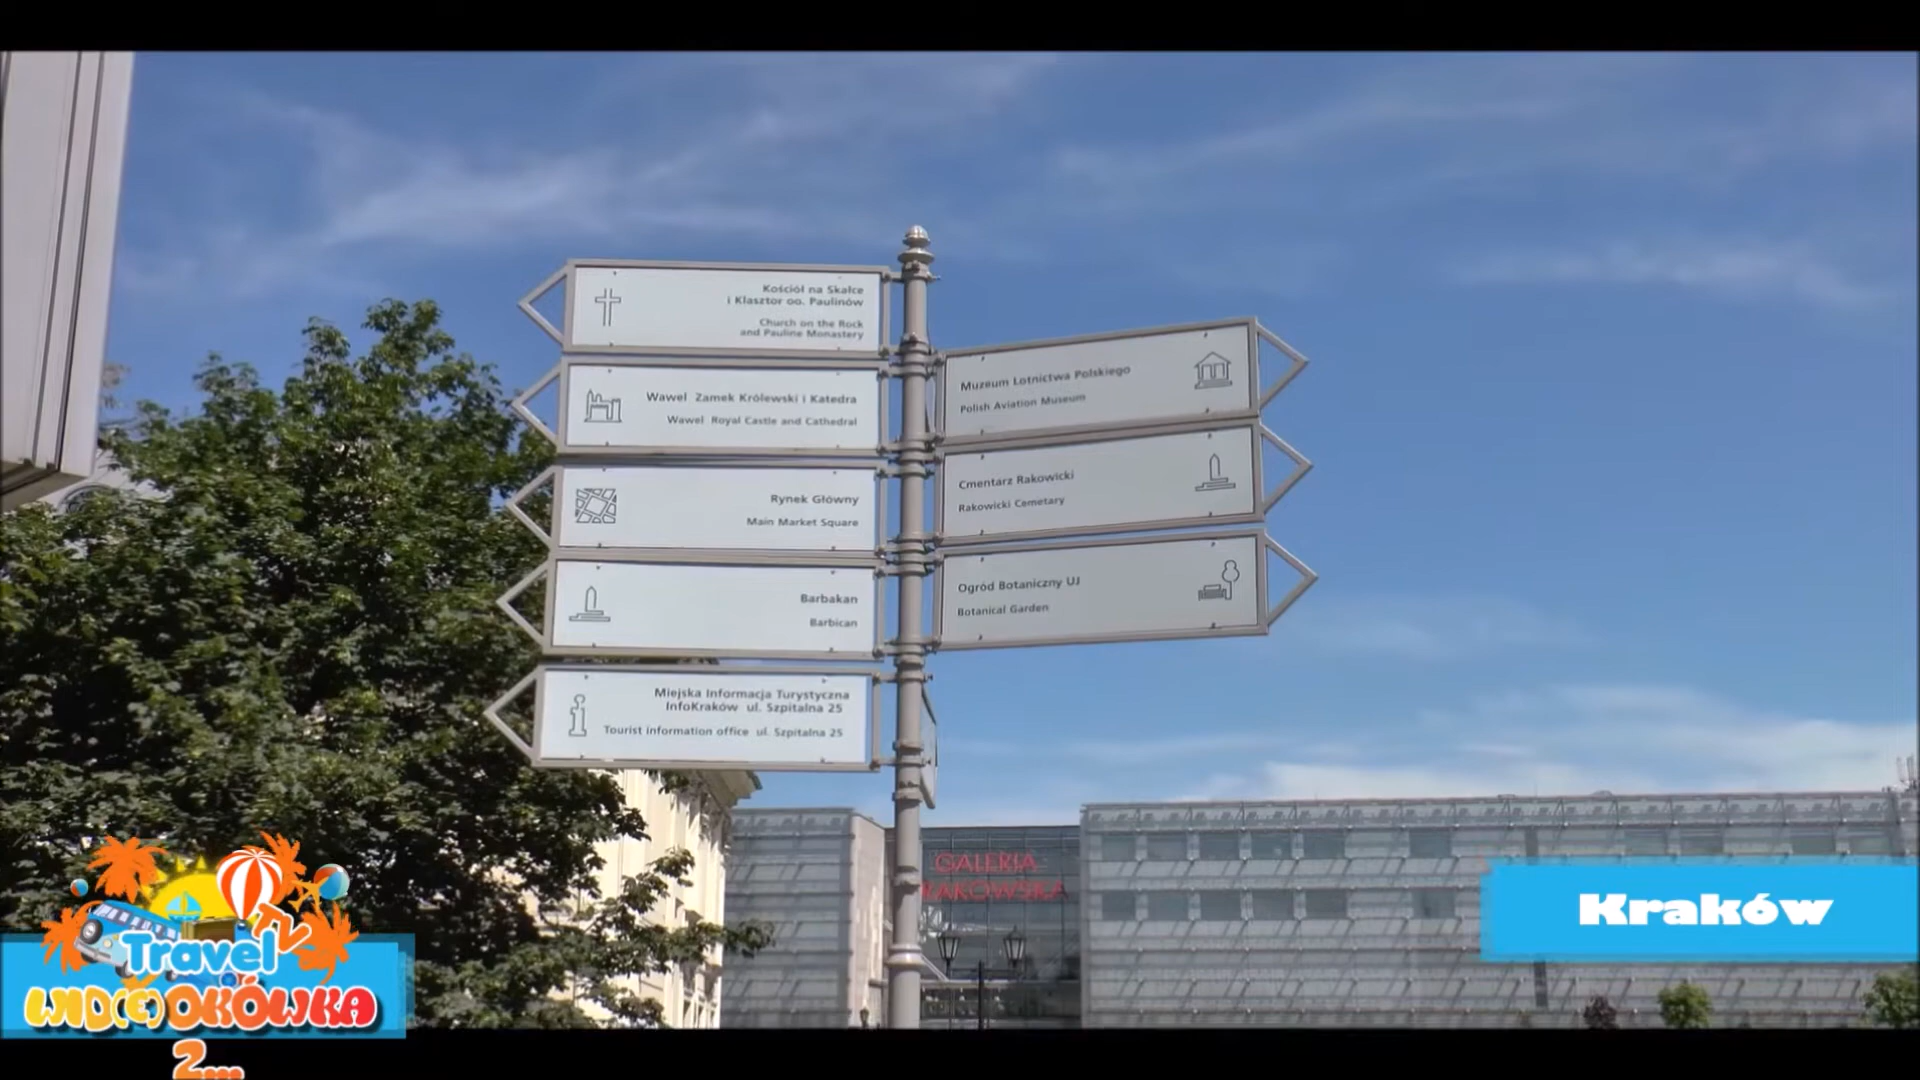 Kościół na Skałce
i Klasztor oo. Paulinów
Church on the Rock
and Pauline Monastery
Wawel Zamek Królewski i Katedra
Wawel Royal Castle and Cathedral
Rynek Główny
Main Market Square
Barbakan
Barbican
Miejska Informacja Turystyczna
InfoKraków ul. Szpitalna 25
Tourist information office ul. Szpitalna 25
Muzeum Lotnictwa Polskiego
Polish Aviation Museum
Cmentarz Rakowicki
Rakowicki Cemetary
Ogród Botaniczny UJ
Botanical Garden
GALERIA
KRAKOWSKA
Kraków
Travel TV
WID(E)OKÓWKA
2...